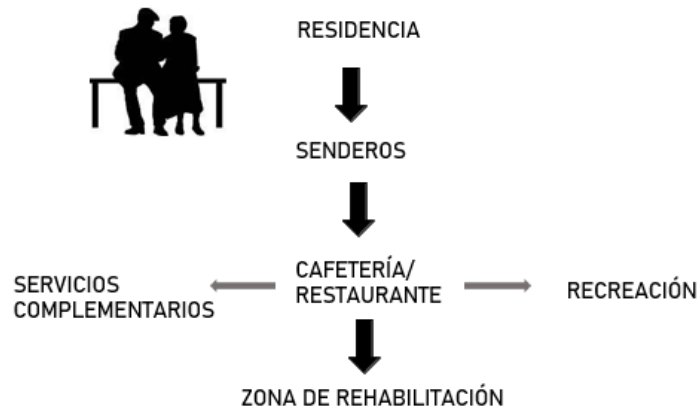 RESIDENCIA
SENDEROS
SERVICIOS
COMPLEMENTARIOS
CAFETERÍA/
RESTAURANTE
RECREACIÓN
ZONA DE REHABILITACIÓN